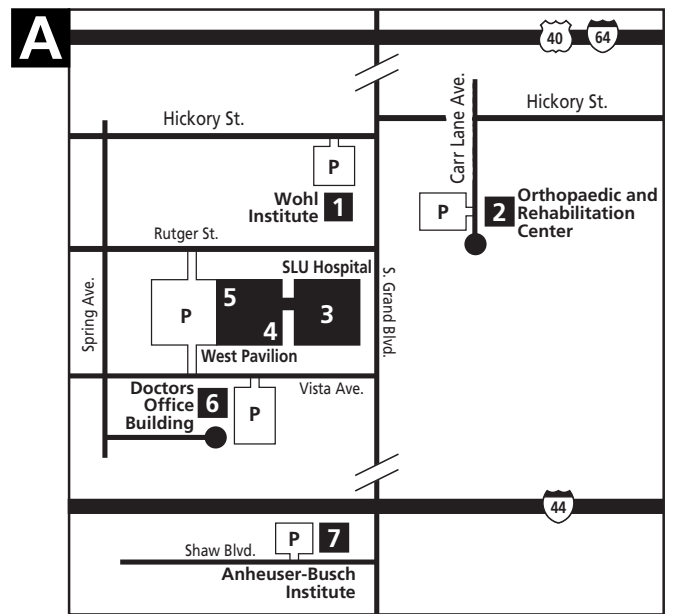 A
40
64
Hickory St.
Hickory St.
Carr Lane Ave.
P
Wohl
Institute
1
P
2
Orthopaedic and
Rehabilitation
Center
Rutger St.
SLU Hospital
S. Grand Blvd.
Spring Ave.
P
5
4
3
West Pavilion
Vista Ave.
Doctors
Office
Building
6
P
44
P
7
Shaw Blvd.
Anheuser-Busch
Institute